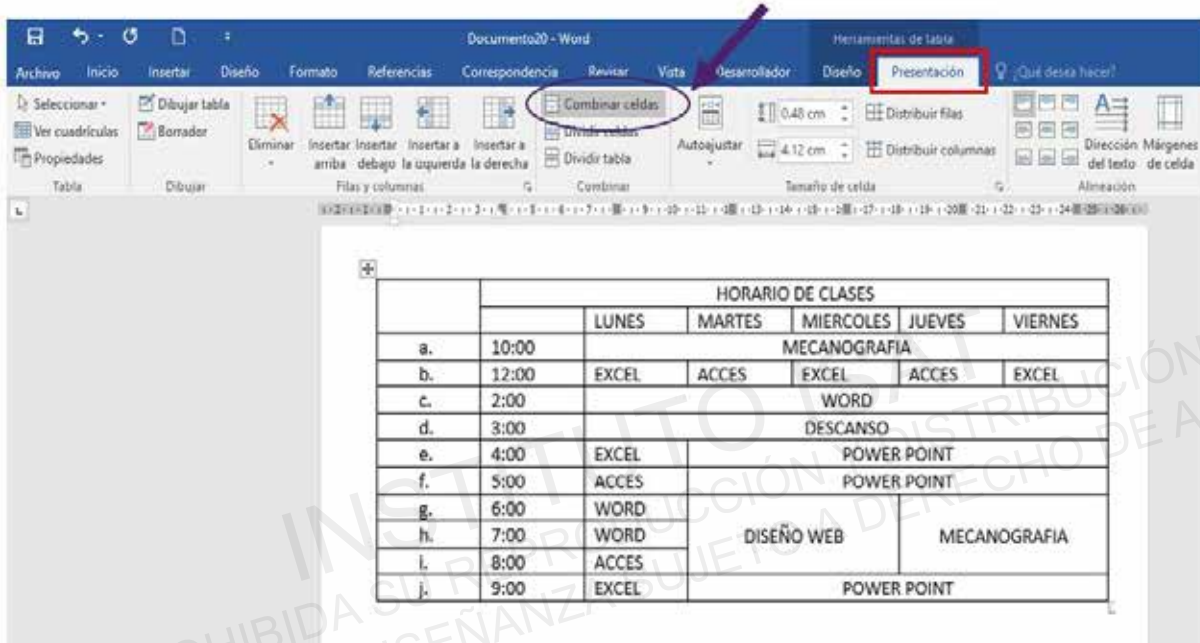 Documento20 - Word
Herramientas de tabla
Archivo Inicio Insertar Diseño Formato Referencias Correspondencia Revisar Vista Desarrollador Diseño Presentación ¿Qué desea hacer?
Seleccionar Dibujar tabla Combinar celdas 0.48 cm Distribuir filas
Ver cuadrículas Borrador Eliminar Insertar arriba Insertar debajo Insertar a la izquierda Insertar a la derecha Dividir celdas Autoajustar Dirección del texto Márgenes de celda
Propiedades Dividir tabla 4.12 cm Distribuir columnas
Tabla Dibujar Filas y columnas Combinar Tamaño de celda Alineación
HORARIO DE CLASES
LUNES MARTES MIERCOLES JUEVES VIERNES
a. 10:00 MECANOGRAFIA
b. 12:00 EXCEL ACCES EXCEL ACCES EXCEL
c. 2:00 WORD
d. 3:00 DESCANSO
e. 4:00 EXCEL POWER POINT
f. 5:00 ACCES POWER POINT
g. 6:00 WORD
h. 7:00 WORD DISEÑO WEB MECANOGRAFIA
i. 8:00 ACCES
j. 9:00 EXCEL POWER POINT
INSTITUTO ISAT